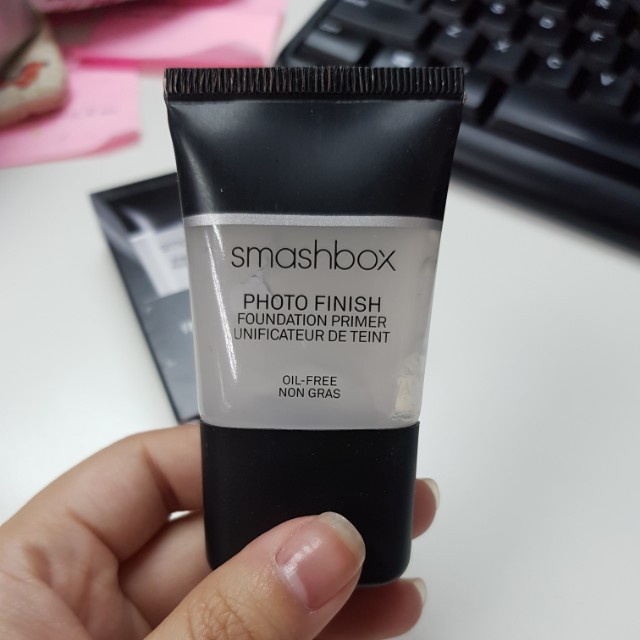 smashbox
PHOTO FINISH
FOUNDATION PRIMER
UNIFICATEUR DE TEINT
OIL-FREE
NON GRAS